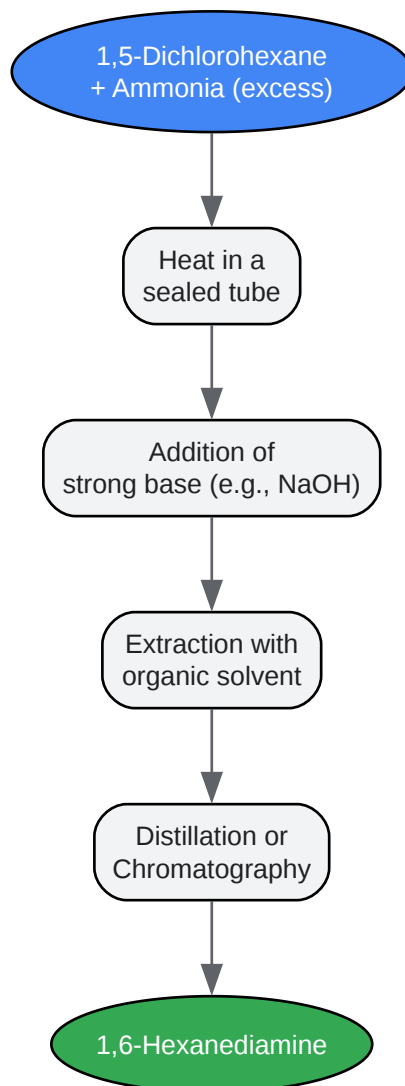 1,5-Dichlorohexane
+ Ammonia (excess)
Heat in a
sealed tube
Addition of
strong base (e.g., NaOH)
Extraction with
organic solvent
Distillation or
Chromatography
1,6-Hexanediamine